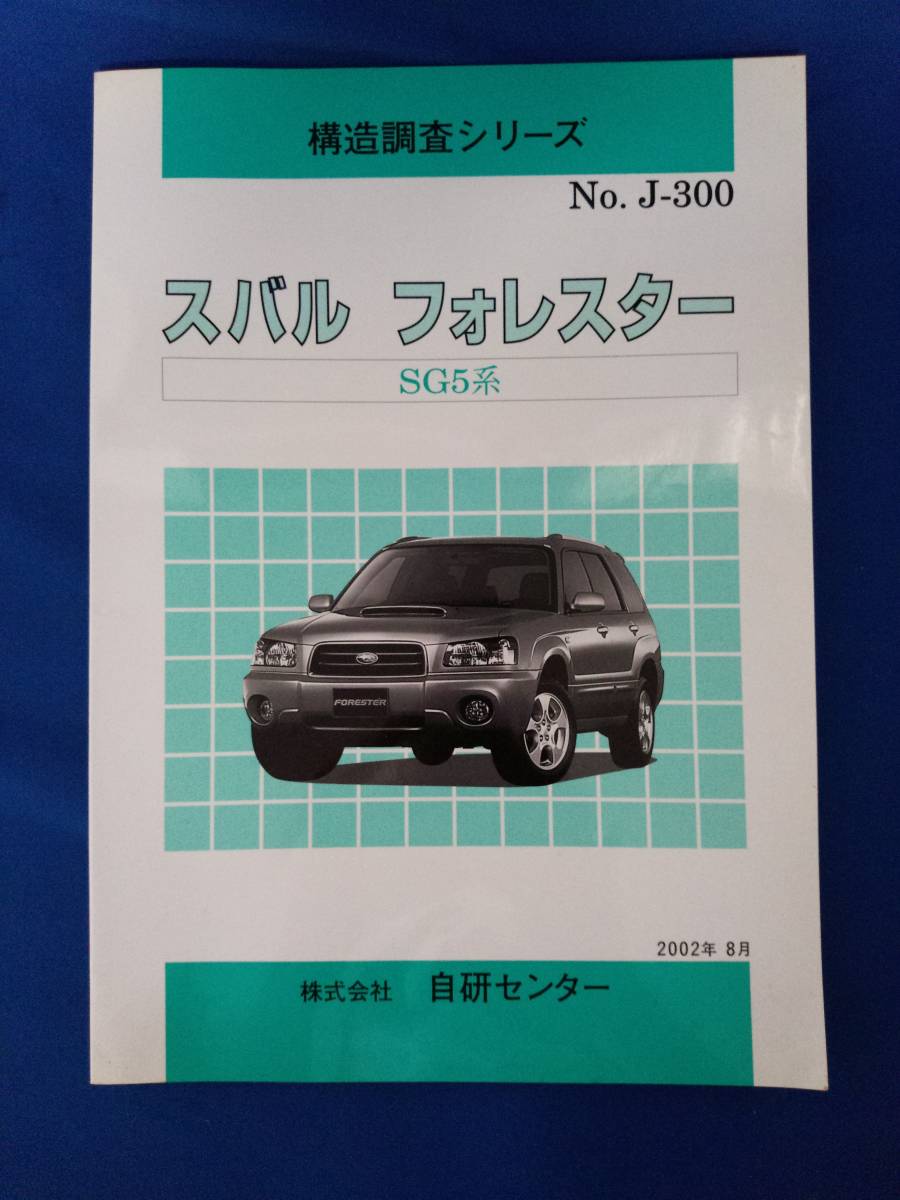 構造調査シリーズ
No. J-300
スバル フォレスター
SG5系
FORESTER
2002年 8月
株式会社 自研センター